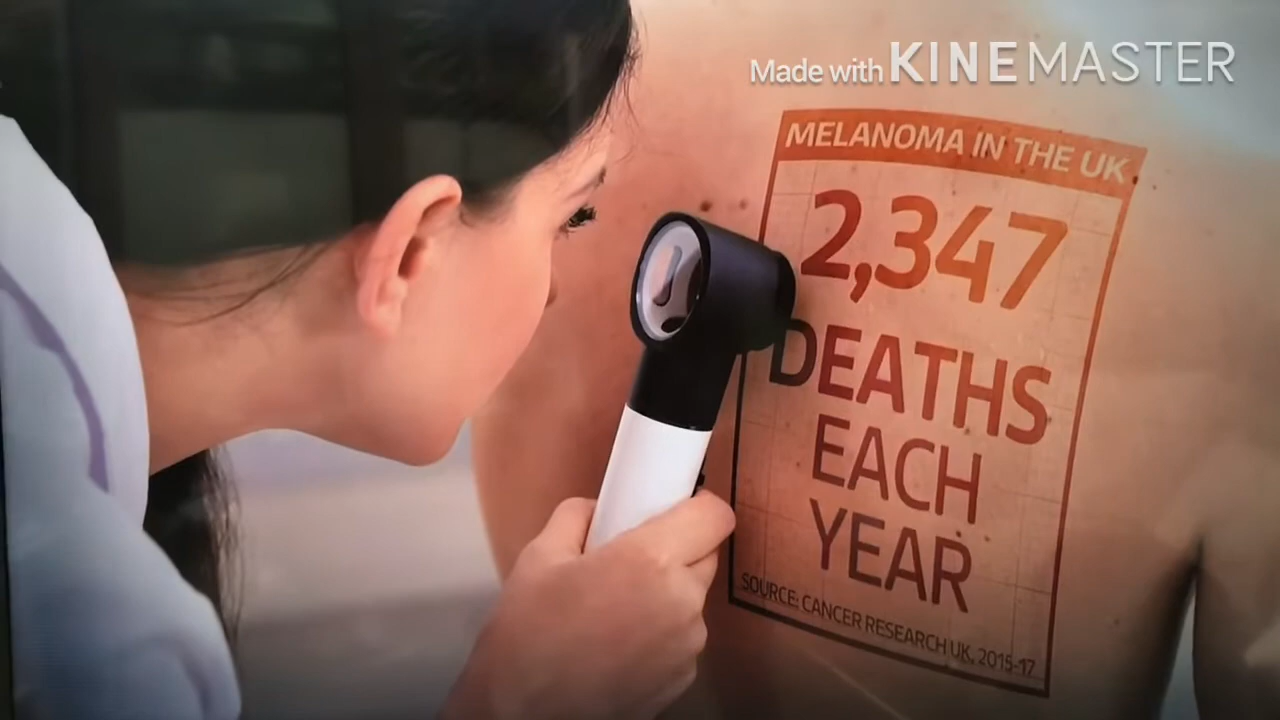 Made with KINEMASTER
MELANOMA IN THE UK
2,347
DEATHS
EACH
YEAR
SOURCE: CANCER RESEARCH UK, 2015-17